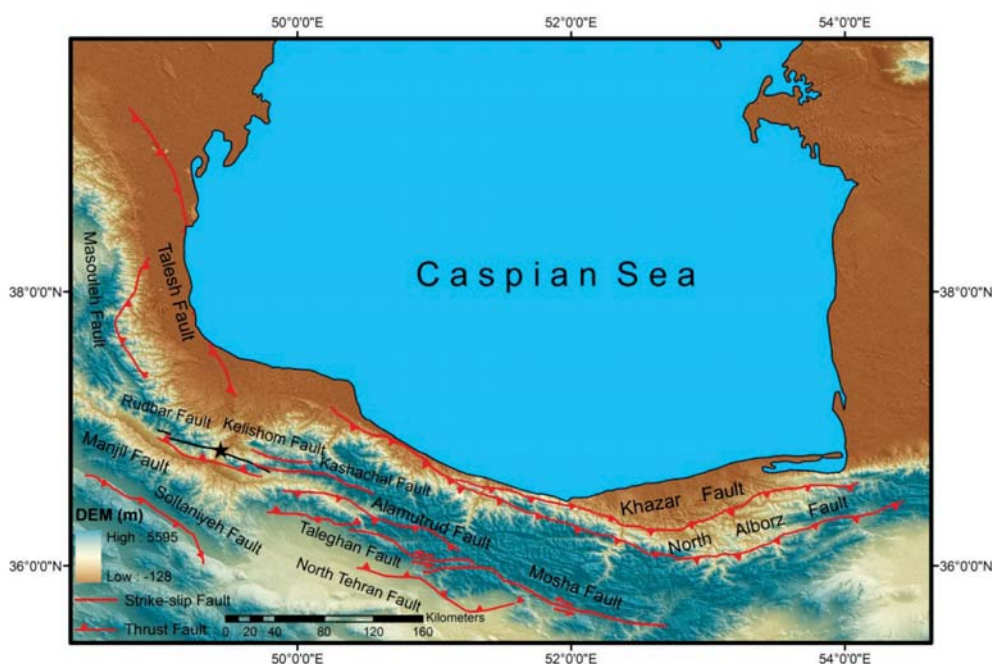 50°0'0"E
52°0'0"E
54°0'0"E
38°0'0"N
38°0'0"N
36°0'0"N
36°0'0"N
Caspian Sea
Masouleh Fault
Talesh Fault
Rudbar Fault
Kelishom Fault
Manjil Fault
Kashachal Fault
Khazar Fault
Soltaniyeh Fault
Alamutrud Fault
North Alborz Fault
Taleghan Fault
North Tehran Fault
Mosha Fault
DEM (m)
High : 5595
Low : -128
Strike-slip Fault
Thrust Fault
Kilometers
0 20 40 80 120 160
50°0'0"E
52°0'0"E
54°0'0"E